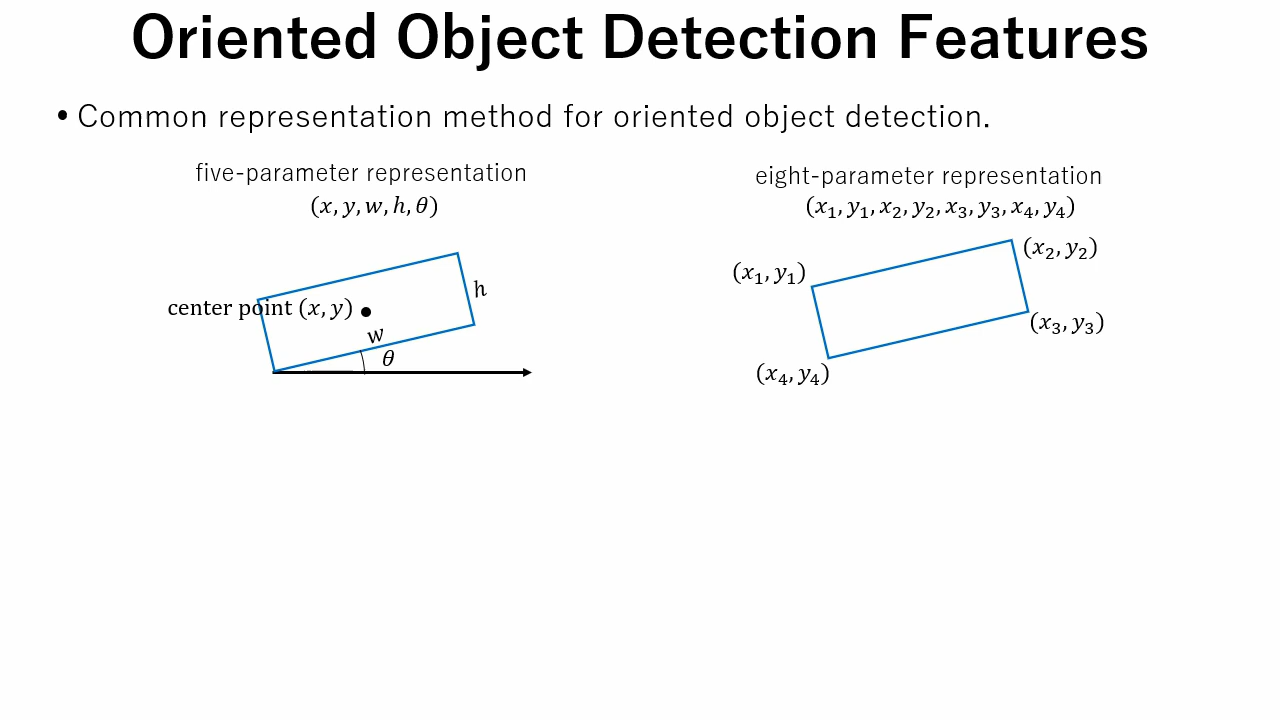 Oriented Object Detection Features
• Common representation method for oriented object detection.
five-parameter representation
(x, y, w, h, θ)
center point (x, y)
h
w
θ
eight-parameter representation
(x₁, y₁, x₂, y₂, x₃, y₃, x₄, y₄)
(x₁, y₁)
(x₂, y₂)
(x₃, y₃)
(x₄, y₄)